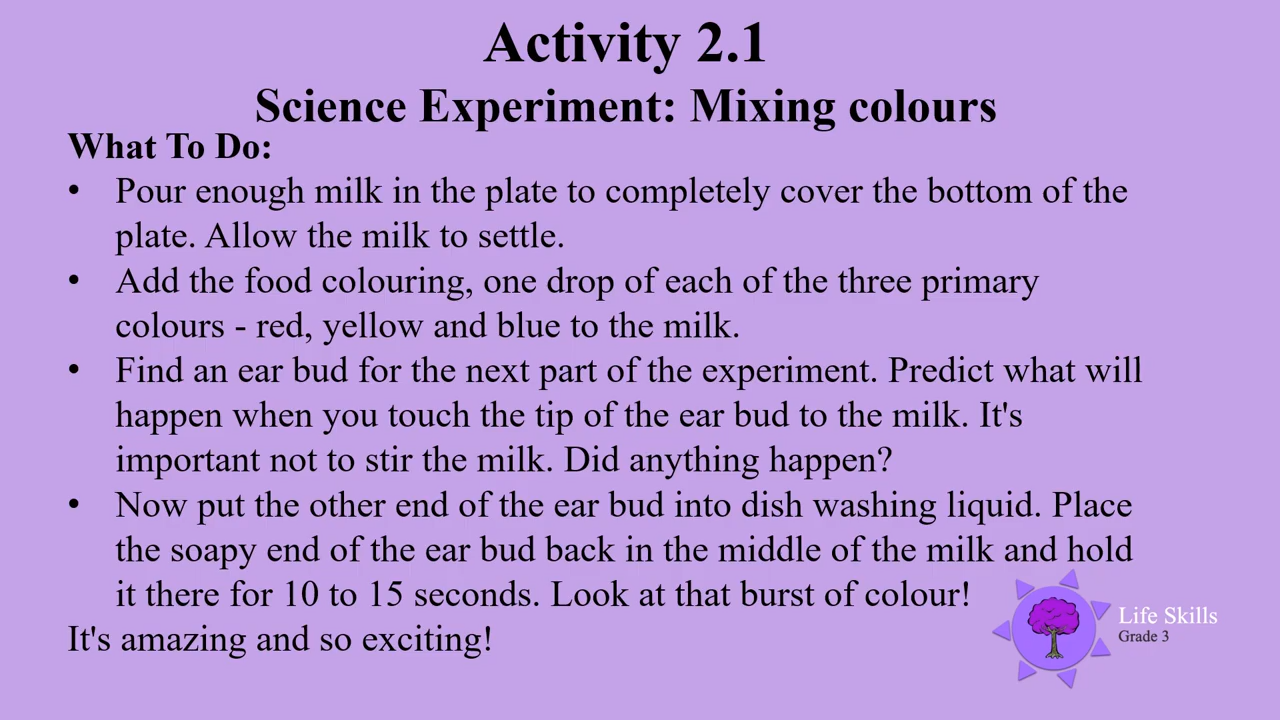 Activity 2.1
Science Experiment: Mixing colours
What To Do:
• Pour enough milk in the plate to completely cover the bottom of the
plate. Allow the milk to settle.
• Add the food colouring, one drop of each of the three primary
colours - red, yellow and blue to the milk.
• Find an ear bud for the next part of the experiment. Predict what will
happen when you touch the tip of the ear bud to the milk. It's
important not to stir the milk. Did anything happen?
• Now put the other end of the ear bud into dish washing liquid. Place
the soapy end of the ear bud back in the middle of the milk and hold
it there for 10 to 15 seconds. Look at that burst of colour!
It's amazing and so exciting!
Life Skills
Grade 3